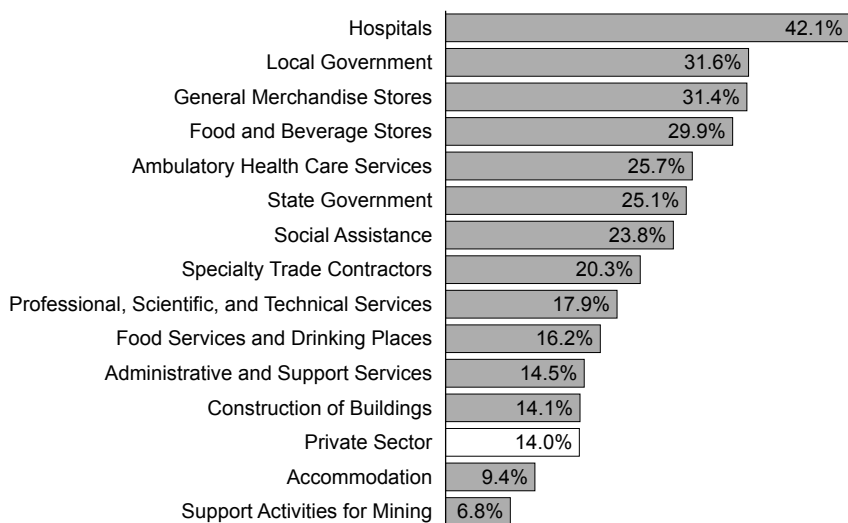 Hospitals 42.1%
Local Government 31.6%
General Merchandise Stores 31.4%
Food and Beverage Stores 29.9%
Ambulatory Health Care Services 25.7%
State Government 25.1%
Social Assistance 23.8%
Specialty Trade Contractors 20.3%
Professional, Scientific, and Technical Services 17.9%
Food Services and Drinking Places 16.2%
Administrative and Support Services 14.5%
Construction of Buildings 14.1%
Private Sector 14.0%
Accommodation 9.4%
Support Activities for Mining 6.8%